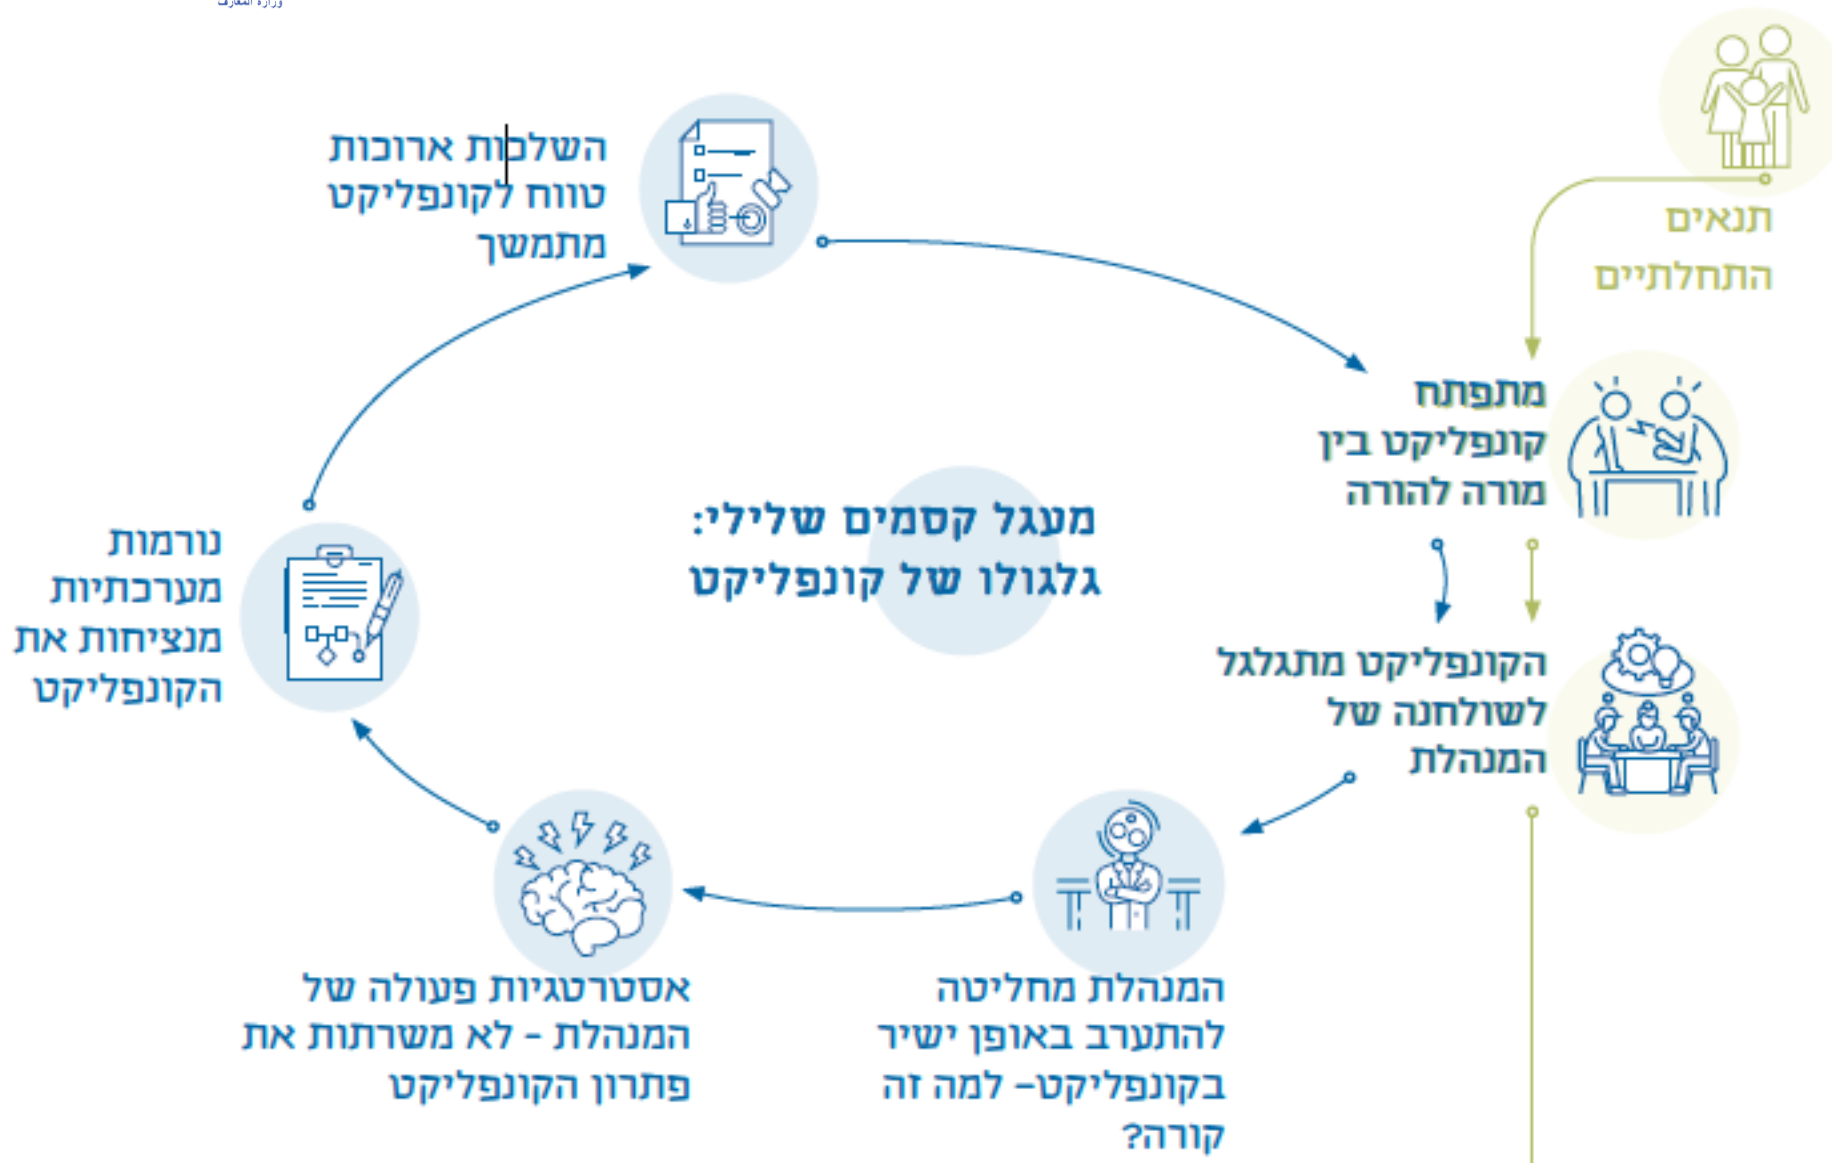 وزارة المعارف
תנאים
התחלתיים
מתפתח
קונפליקט בין
מורה להורה
הקונפליקט מתגלגל
לשולחנה של
המנהלת
המנהלת מחליטה
להתערב באופן ישיר
בקונפליקט– למה זה
קורה?
אסטרטגיות פעולה של
המנהלת - לא משרתות את
פתרון הקונפליקט
נורמות
מערכתיות
מנציחות את
הקונפליקט
השלכות ארוכות
טווח לקונפליקט
מתמשך
מעגל קסמים שלילי:
גלגולו של קונפליקט